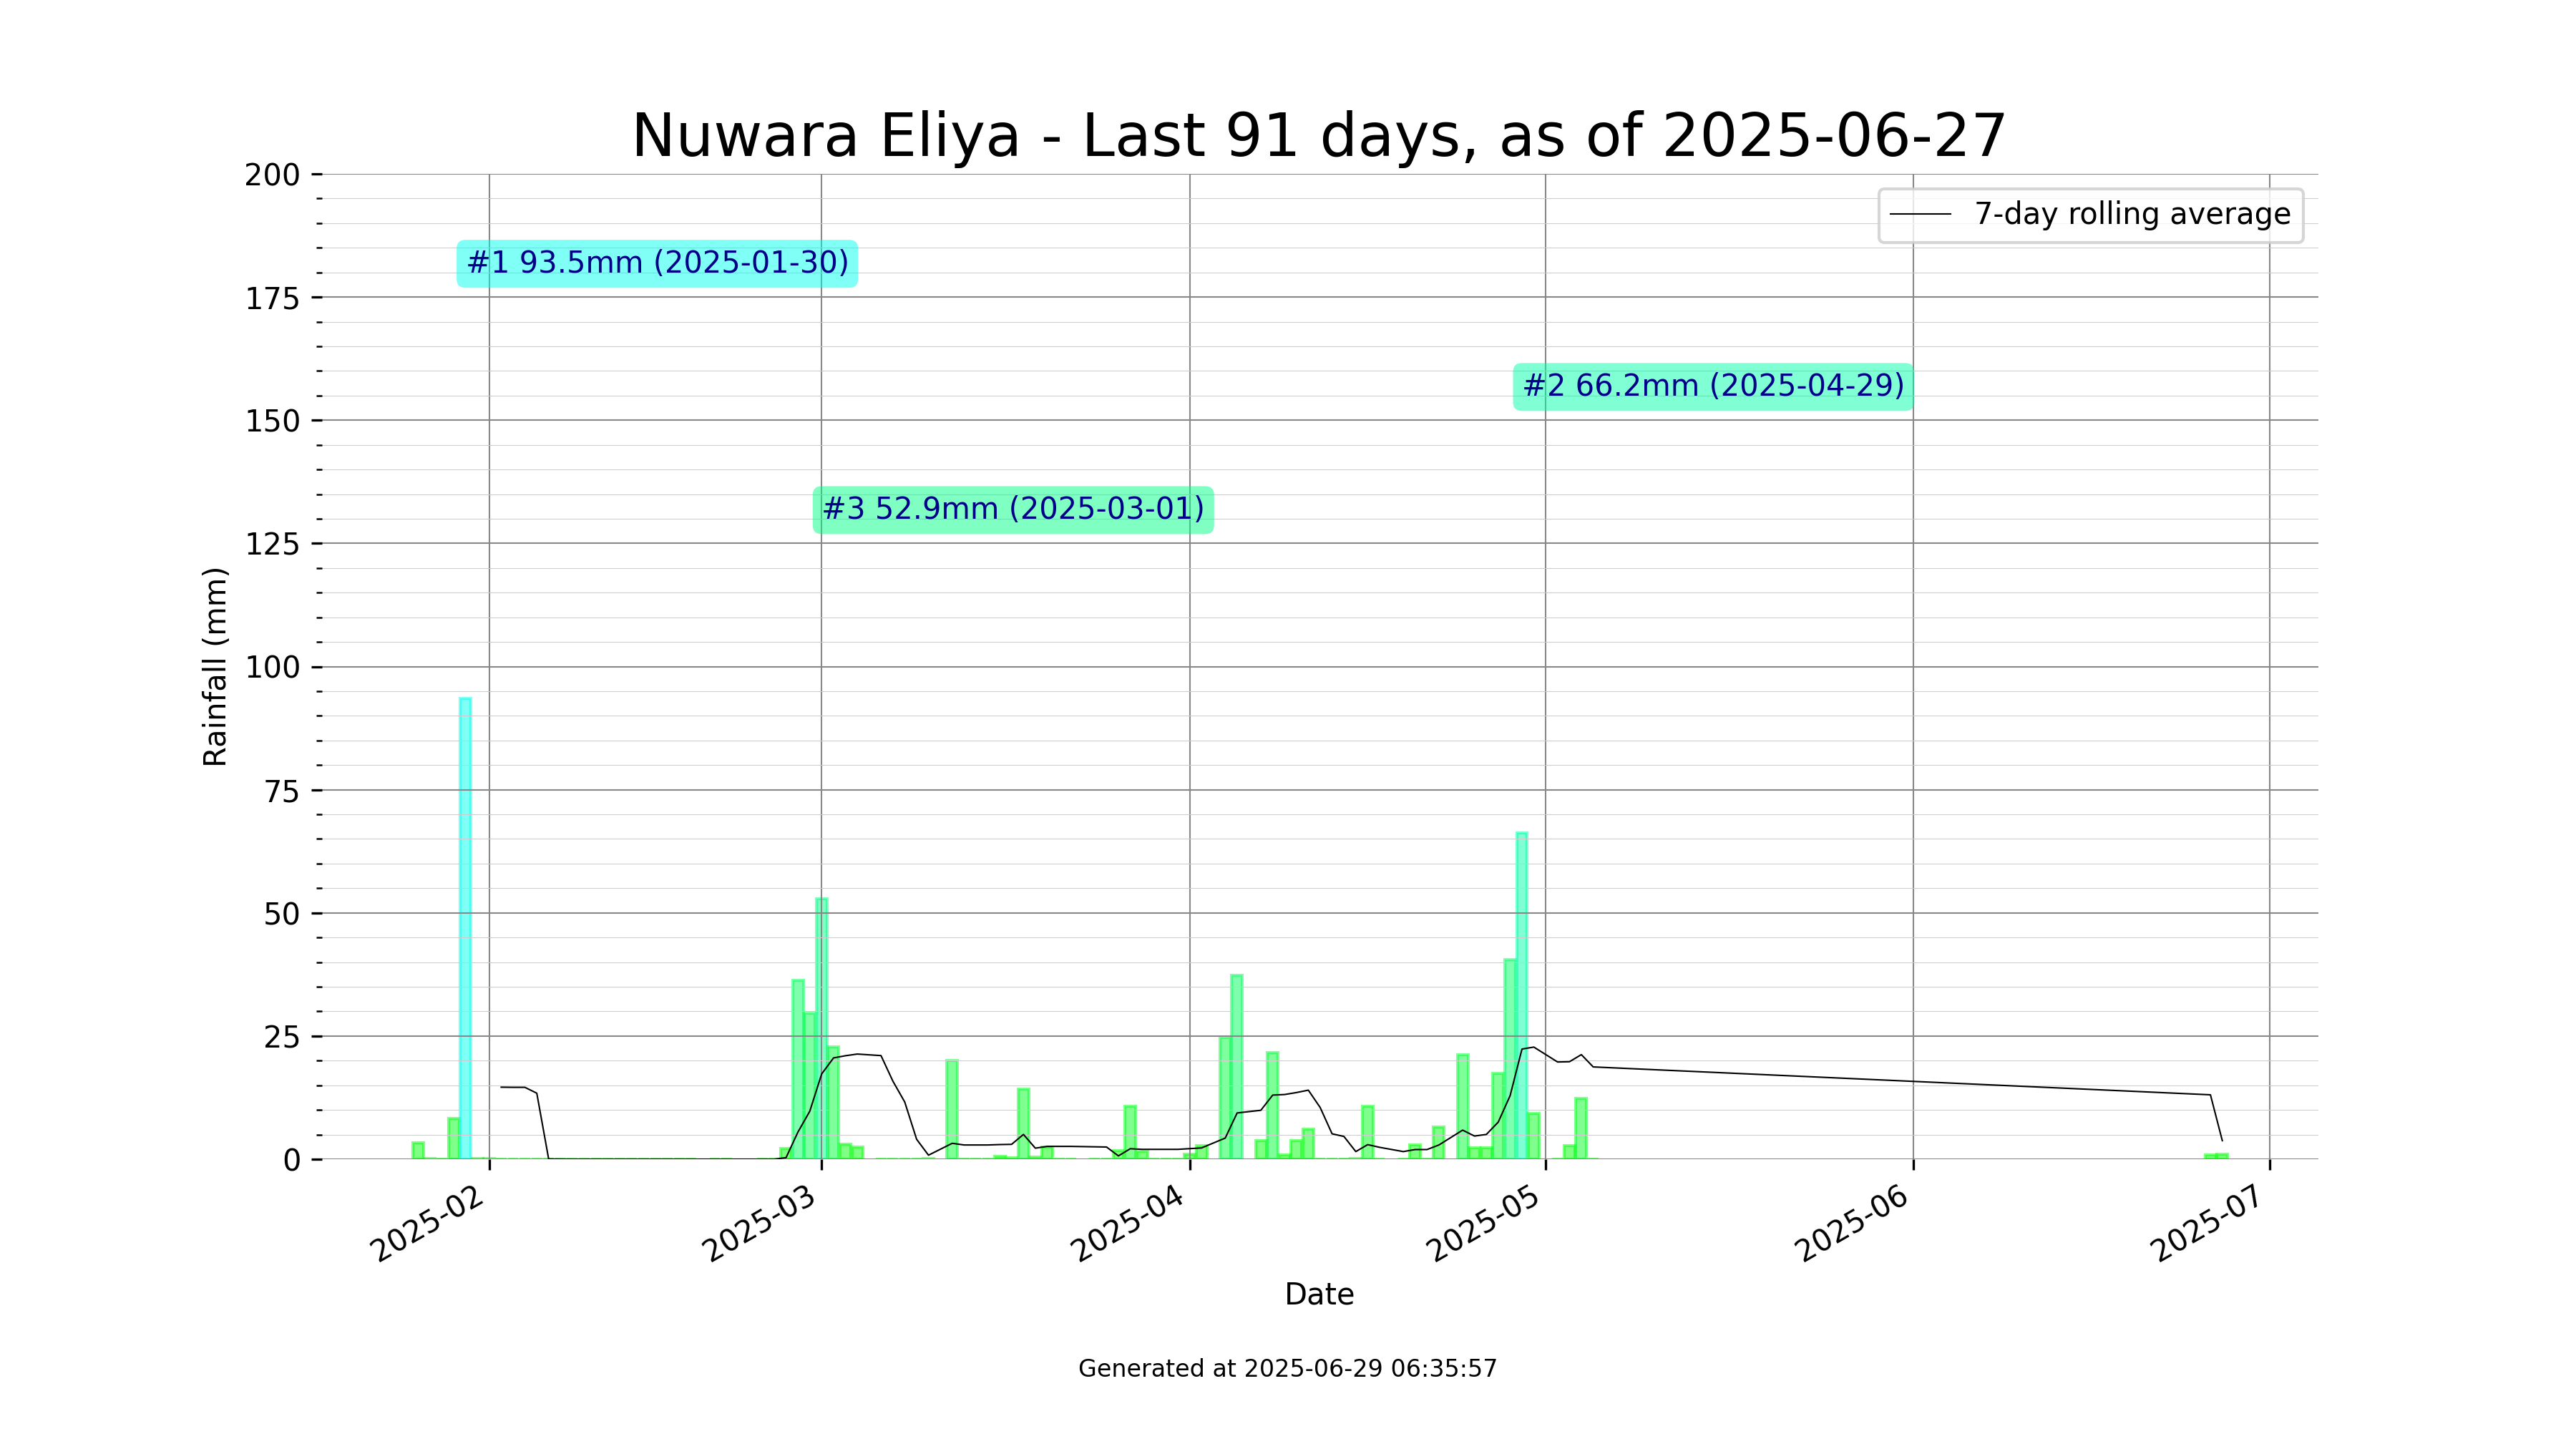 Nuwara Eliya - Last 91 days, as of 2025-06-27
7-day rolling average
#1 93.5mm (2025-01-30)
#2 66.2mm (2025-04-29)
#3 52.9mm (2025-03-01)
Rainfall (mm)
200
175
150
125
100
75
50
25
0
2025-02
2025-03
2025-04
2025-05
2025-06
2025-07
Date
Generated at 2025-06-29 06:35:57